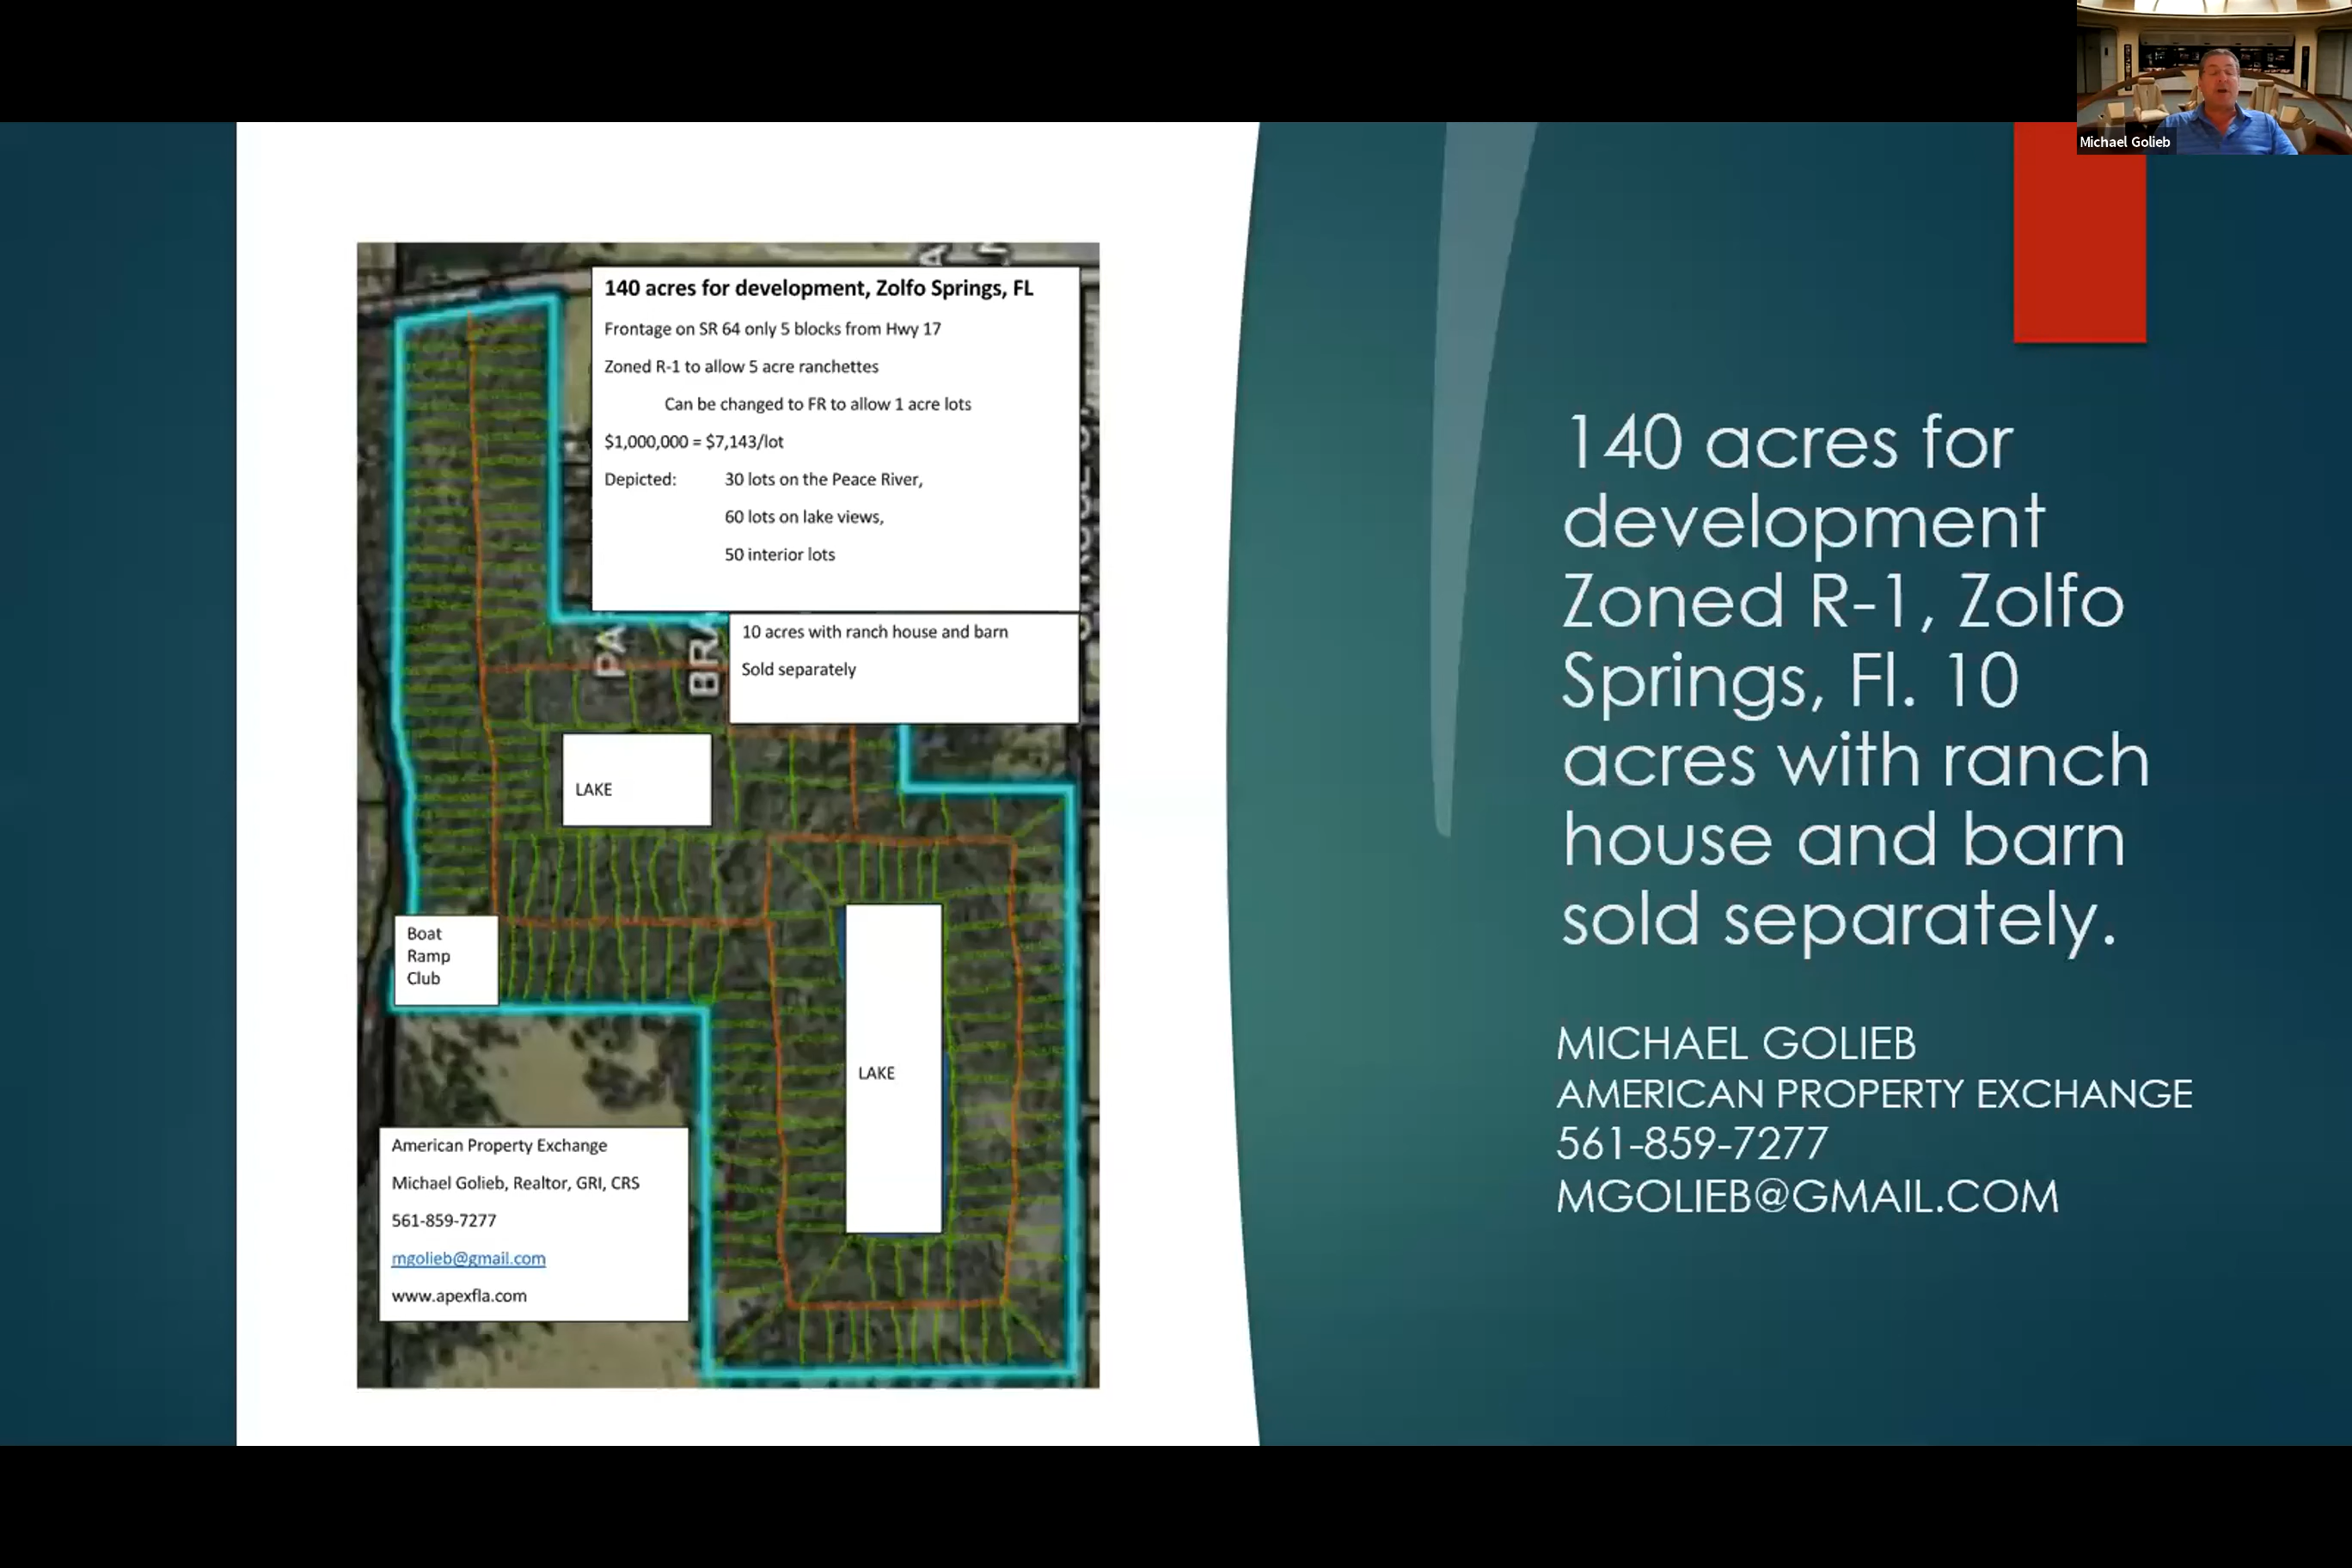 Michael Golieb
140 acres for development, Zolfo Springs, FL
Frontage on SR 64 only 5 blocks from Hwy 17
Zoned R-1 to allow 5 acre ranchettes
Can be changed to FR to allow 1 acre lots
$1,000,000 = $7,143/lot
Depicted: 30 lots on the Peace River,
60 lots on lake views,
50 interior lots
10 acres with ranch house and barn
Sold separately
PA
BRA
LAKE
LAKE
Boat
Ramp
Club
American Property Exchange
Michael Golieb, Realtor, GRI, CRS
561-859-7277
mgolieb@gmail.com
www.apexfla.com
140 acres for
development
Zoned R-1, Zolfo
Springs, Fl. 10
acres with ranch
house and barn
sold separately.
MICHAEL GOLIEB
AMERICAN PROPERTY EXCHANGE
561-859-7277
MGOLIEB@GMAIL.COM